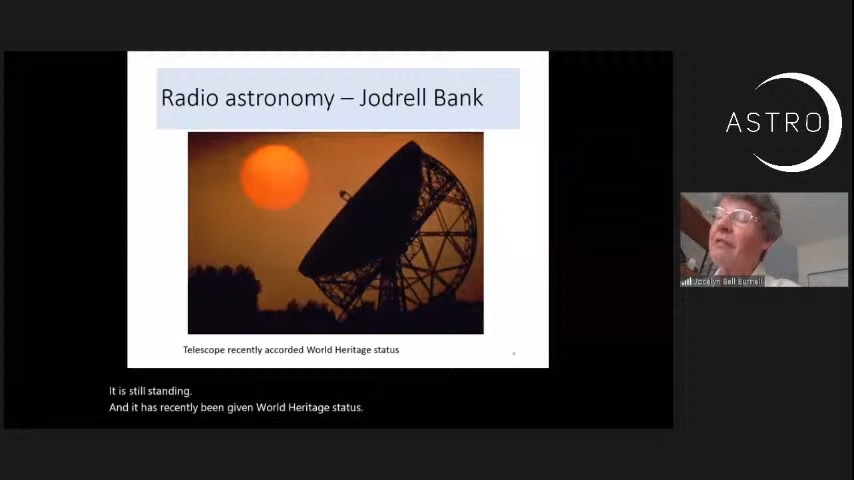 Radio astronomy – Jodrell Bank
ASTRO
Jocelyn Bell Burnell
Telescope recently accorded World Heritage status
4
It is still standing.
And it has recently been given World Heritage status.